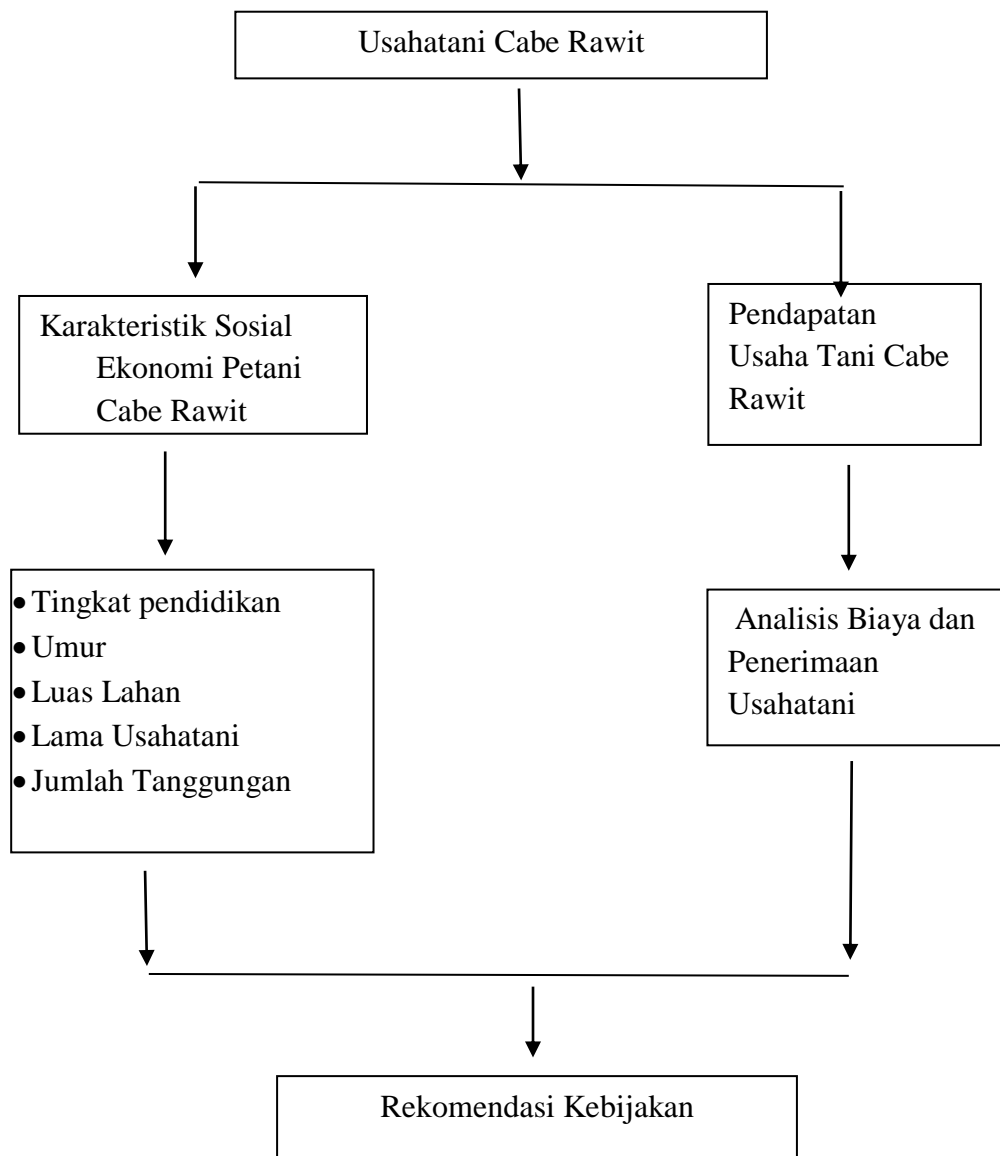 Usahatani Cabe Rawit
Karakteristik Sosial
Ekonomi Petani
Cabe Rawit
Pendapatan
Usaha Tani Cabe
Rawit
• Tingkat pendidikan
• Umur
• Luas Lahan
• Lama Usahatani
• Jumlah Tanggungan
Analisis Biaya dan
Penerimaan
Usahatani
Rekomendasi Kebijakan